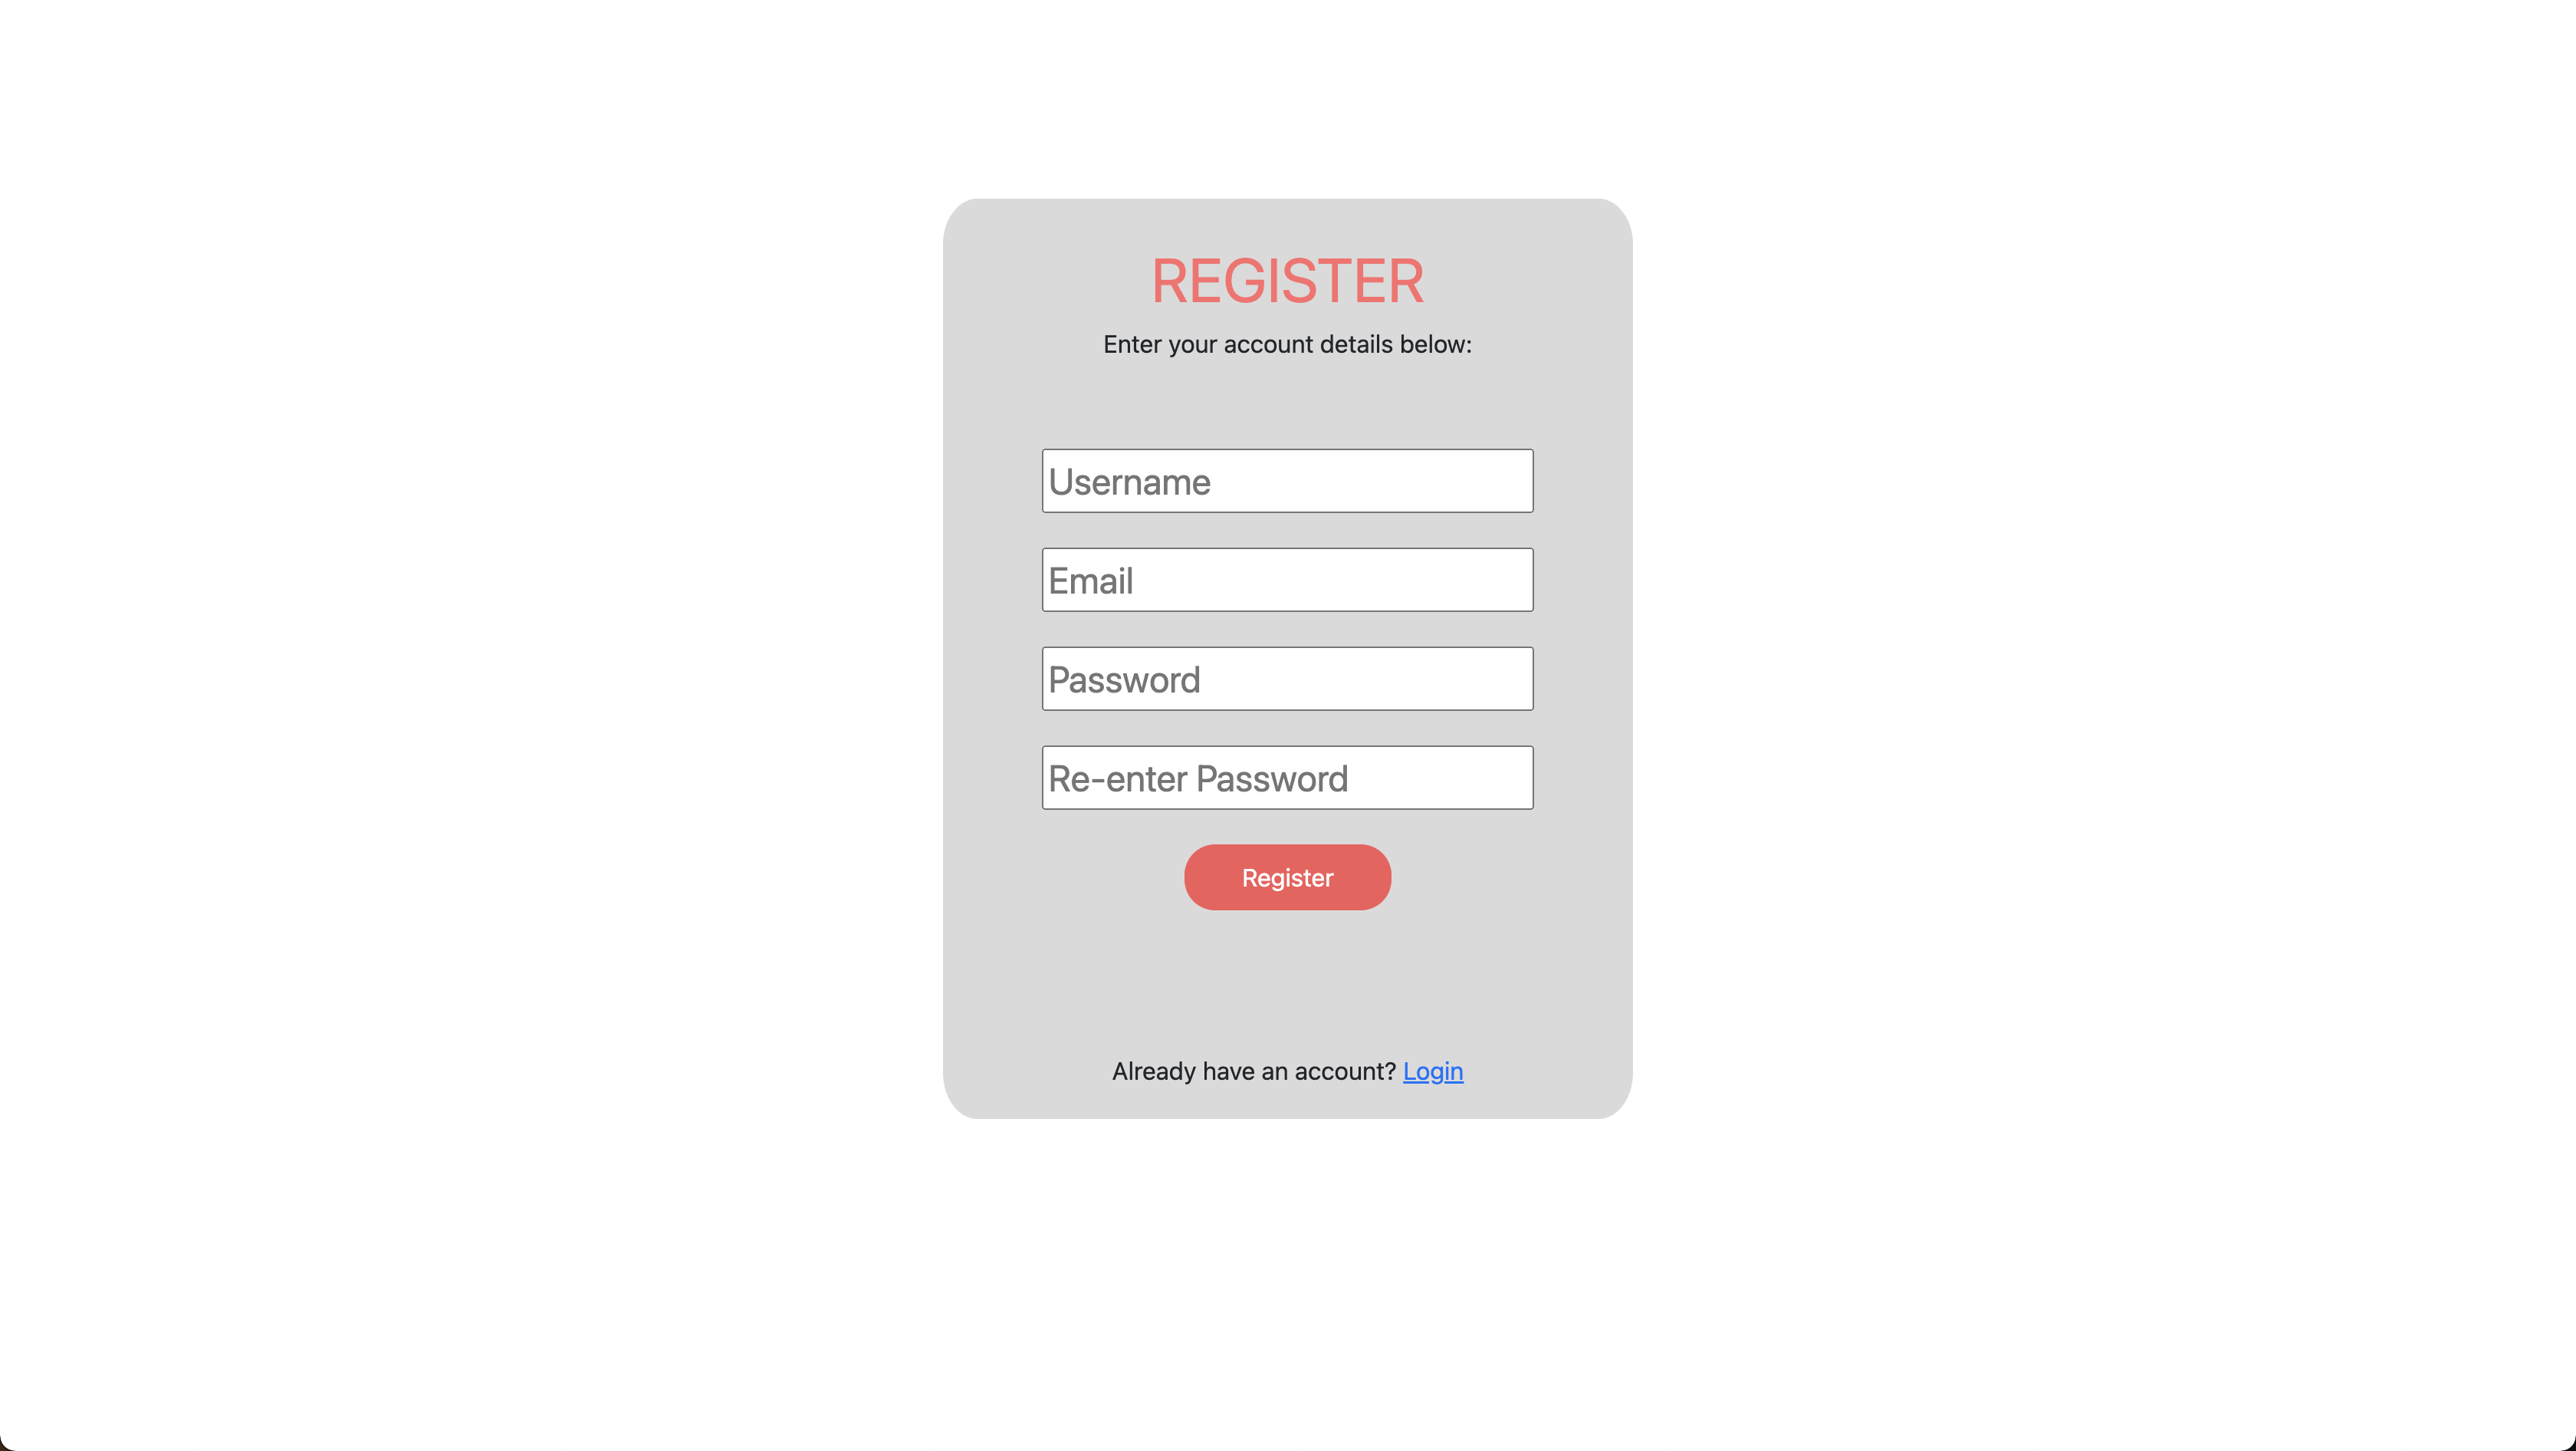 REGISTER
Enter your account details below:
Username
Email
Password
Re-enter Password
Register
Already have an account? Login